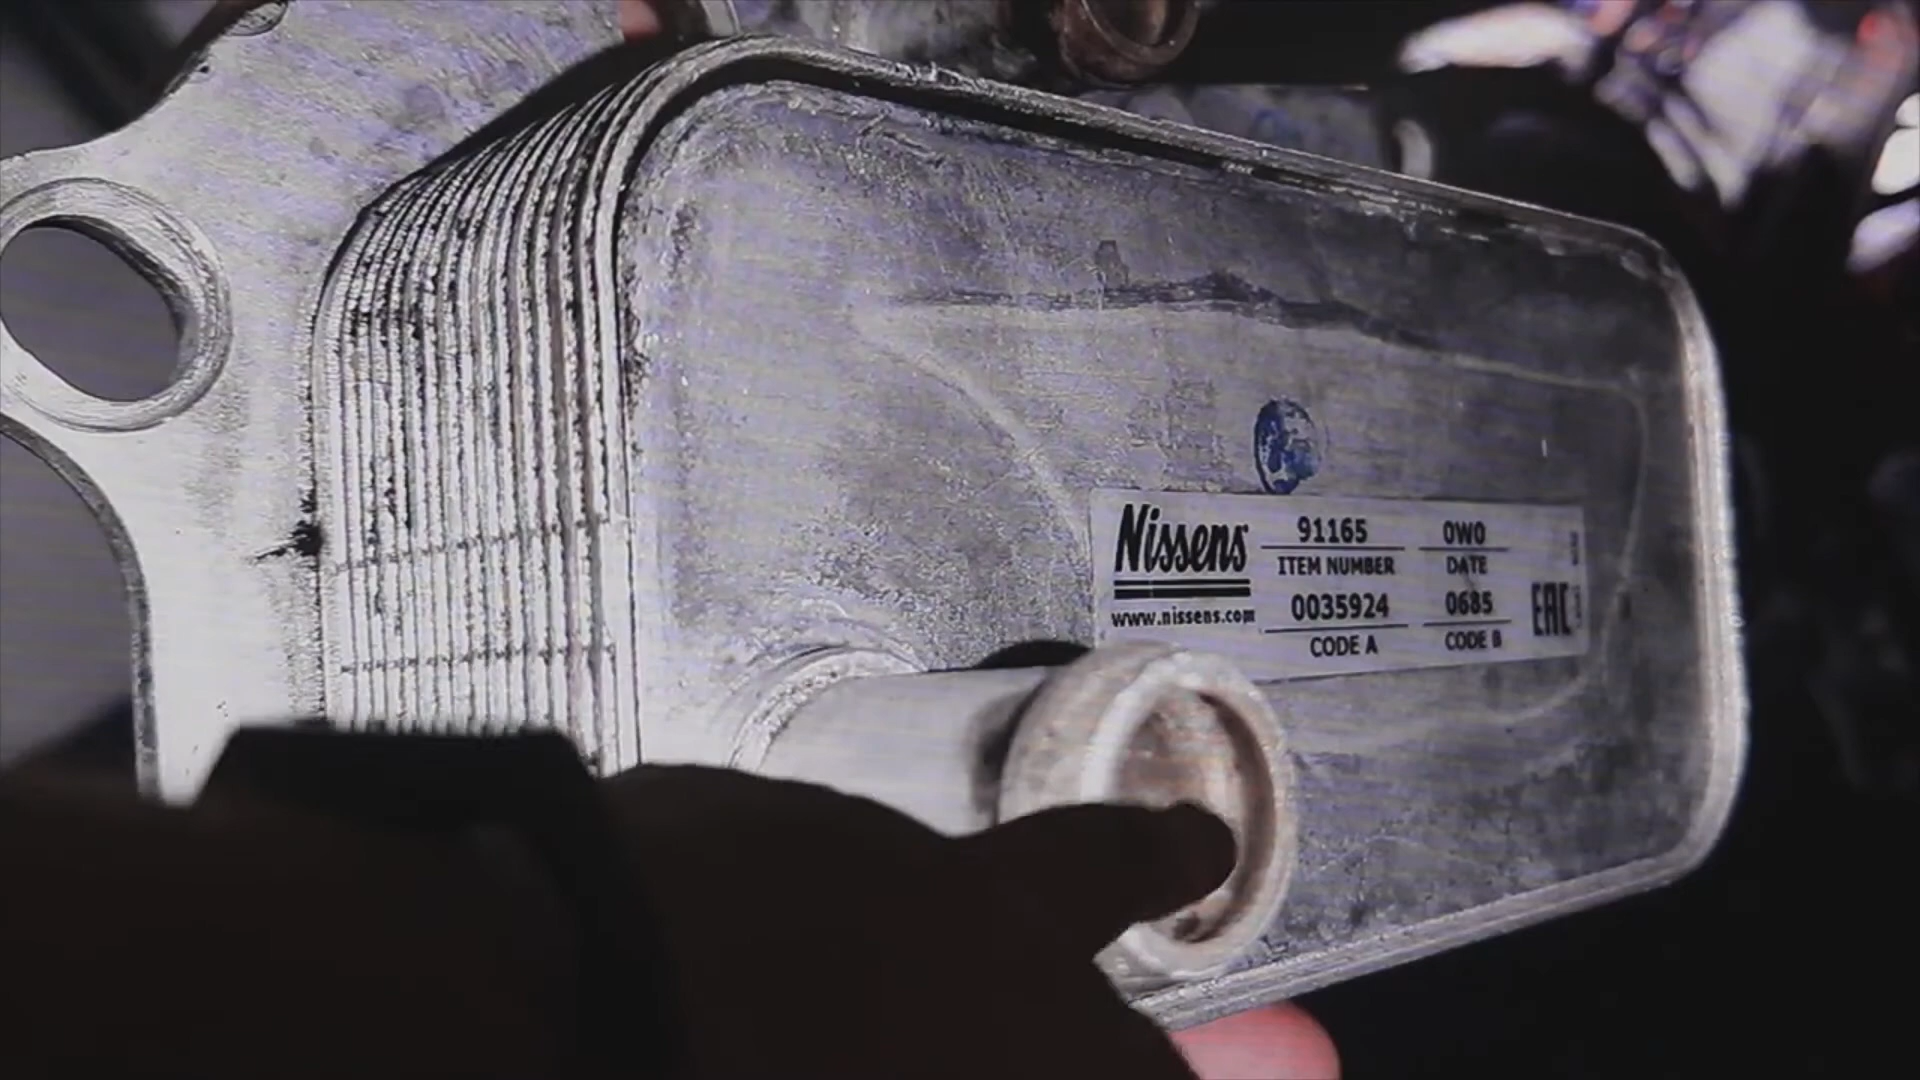 Nissens
www.nissens.com
91165
ITEM NUMBER
0035924
CODE A
0W0
DATE
0685
CODE B
EAC